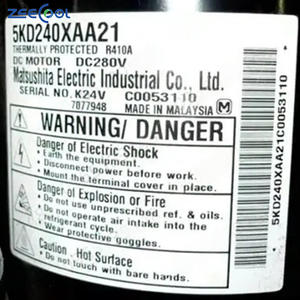 ZEECOOL
5KD240XAA21
THERMALLY PROTECTED R410A
DC MOTOR DC280V
Matsushita Electric Industrial Co., Ltd.
SERIAL NO. K24V C0053110
7077948 MADE IN MALAYSIA M
WARNING/ DANGER
Danger of Electric Shock
• Earth the equipment.
• Disconnect power before work.
• Mount the terminal cover in place.
Danger of Explosion or Fire
• Do not use unprescribed ref. & oils.
• Do not operate air intake into the
refrigerant cycle.
• Wear protective goggles.
Caution . Hot Surface
• Do not touch with bare hands.
5KD240XAA21C0053110